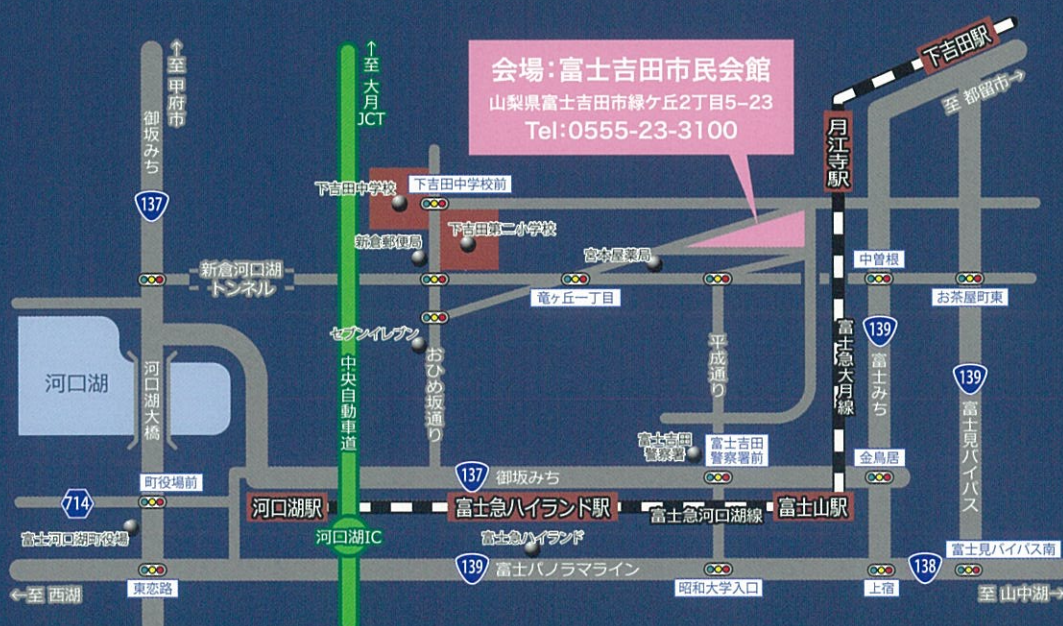 会場：富士吉田市民会館
山梨県富士吉田市緑ケ丘2丁目5−23
Tel：0555-23-3100
下吉田駅
至 都留市→
月江寺駅
←至 甲府市
御坂みち
137
←至 大月JCT
下吉田中学校
下吉田中学校前
下吉田第二小学校
新倉郵便局
宮本屋薬局
新倉河口湖
トンネル
竜ヶ丘一丁目
中曽根
お茶屋町東
セブンイレブン
河口湖
河口湖大橋
中央自動車道
おひめ坂通り
平成通り
富士急大月線
139
富士みち
139
富士見バイパス
富士吉田
警察署
富士吉田
警察署前
金鳥居
137
御坂みち
町役場前
714
河口湖駅
富士急ハイランド駅
富士急河口湖線
富士山駅
富士河口湖町役場
河口湖IC
富士急ハイランド
富士見バイパス南
139
富士パノラマライン
138
←至 西湖
東恋路
昭和大学入口
上宿
至 山中湖→